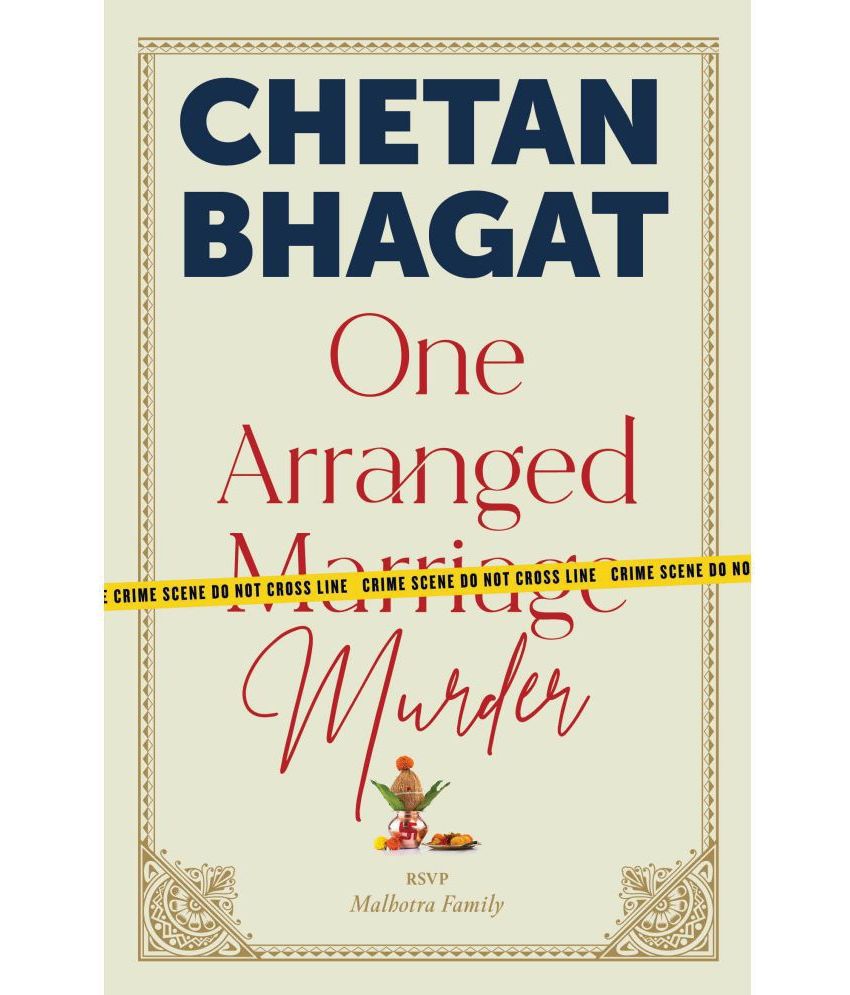 CHETAN
BHAGAT
One
Arranged
Marriage
E CRIME SCENE DO NOT CROSS LINE CRIME SCENE DO NOT CROSS LINE CRIME SCENE DO NO
Murder
RSVP
Malhotra Family